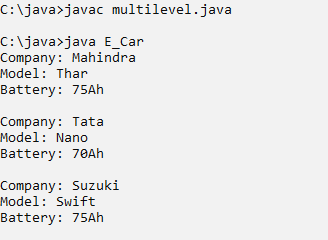 C:\java>javac multilevel.java
C:\java>java E_Car
Company: Mahindra
Model: Thar
Battery: 75Ah
Company: Tata
Model: Nano
Battery: 70Ah
Company: Suzuki
Model: Swift
Battery: 75Ah